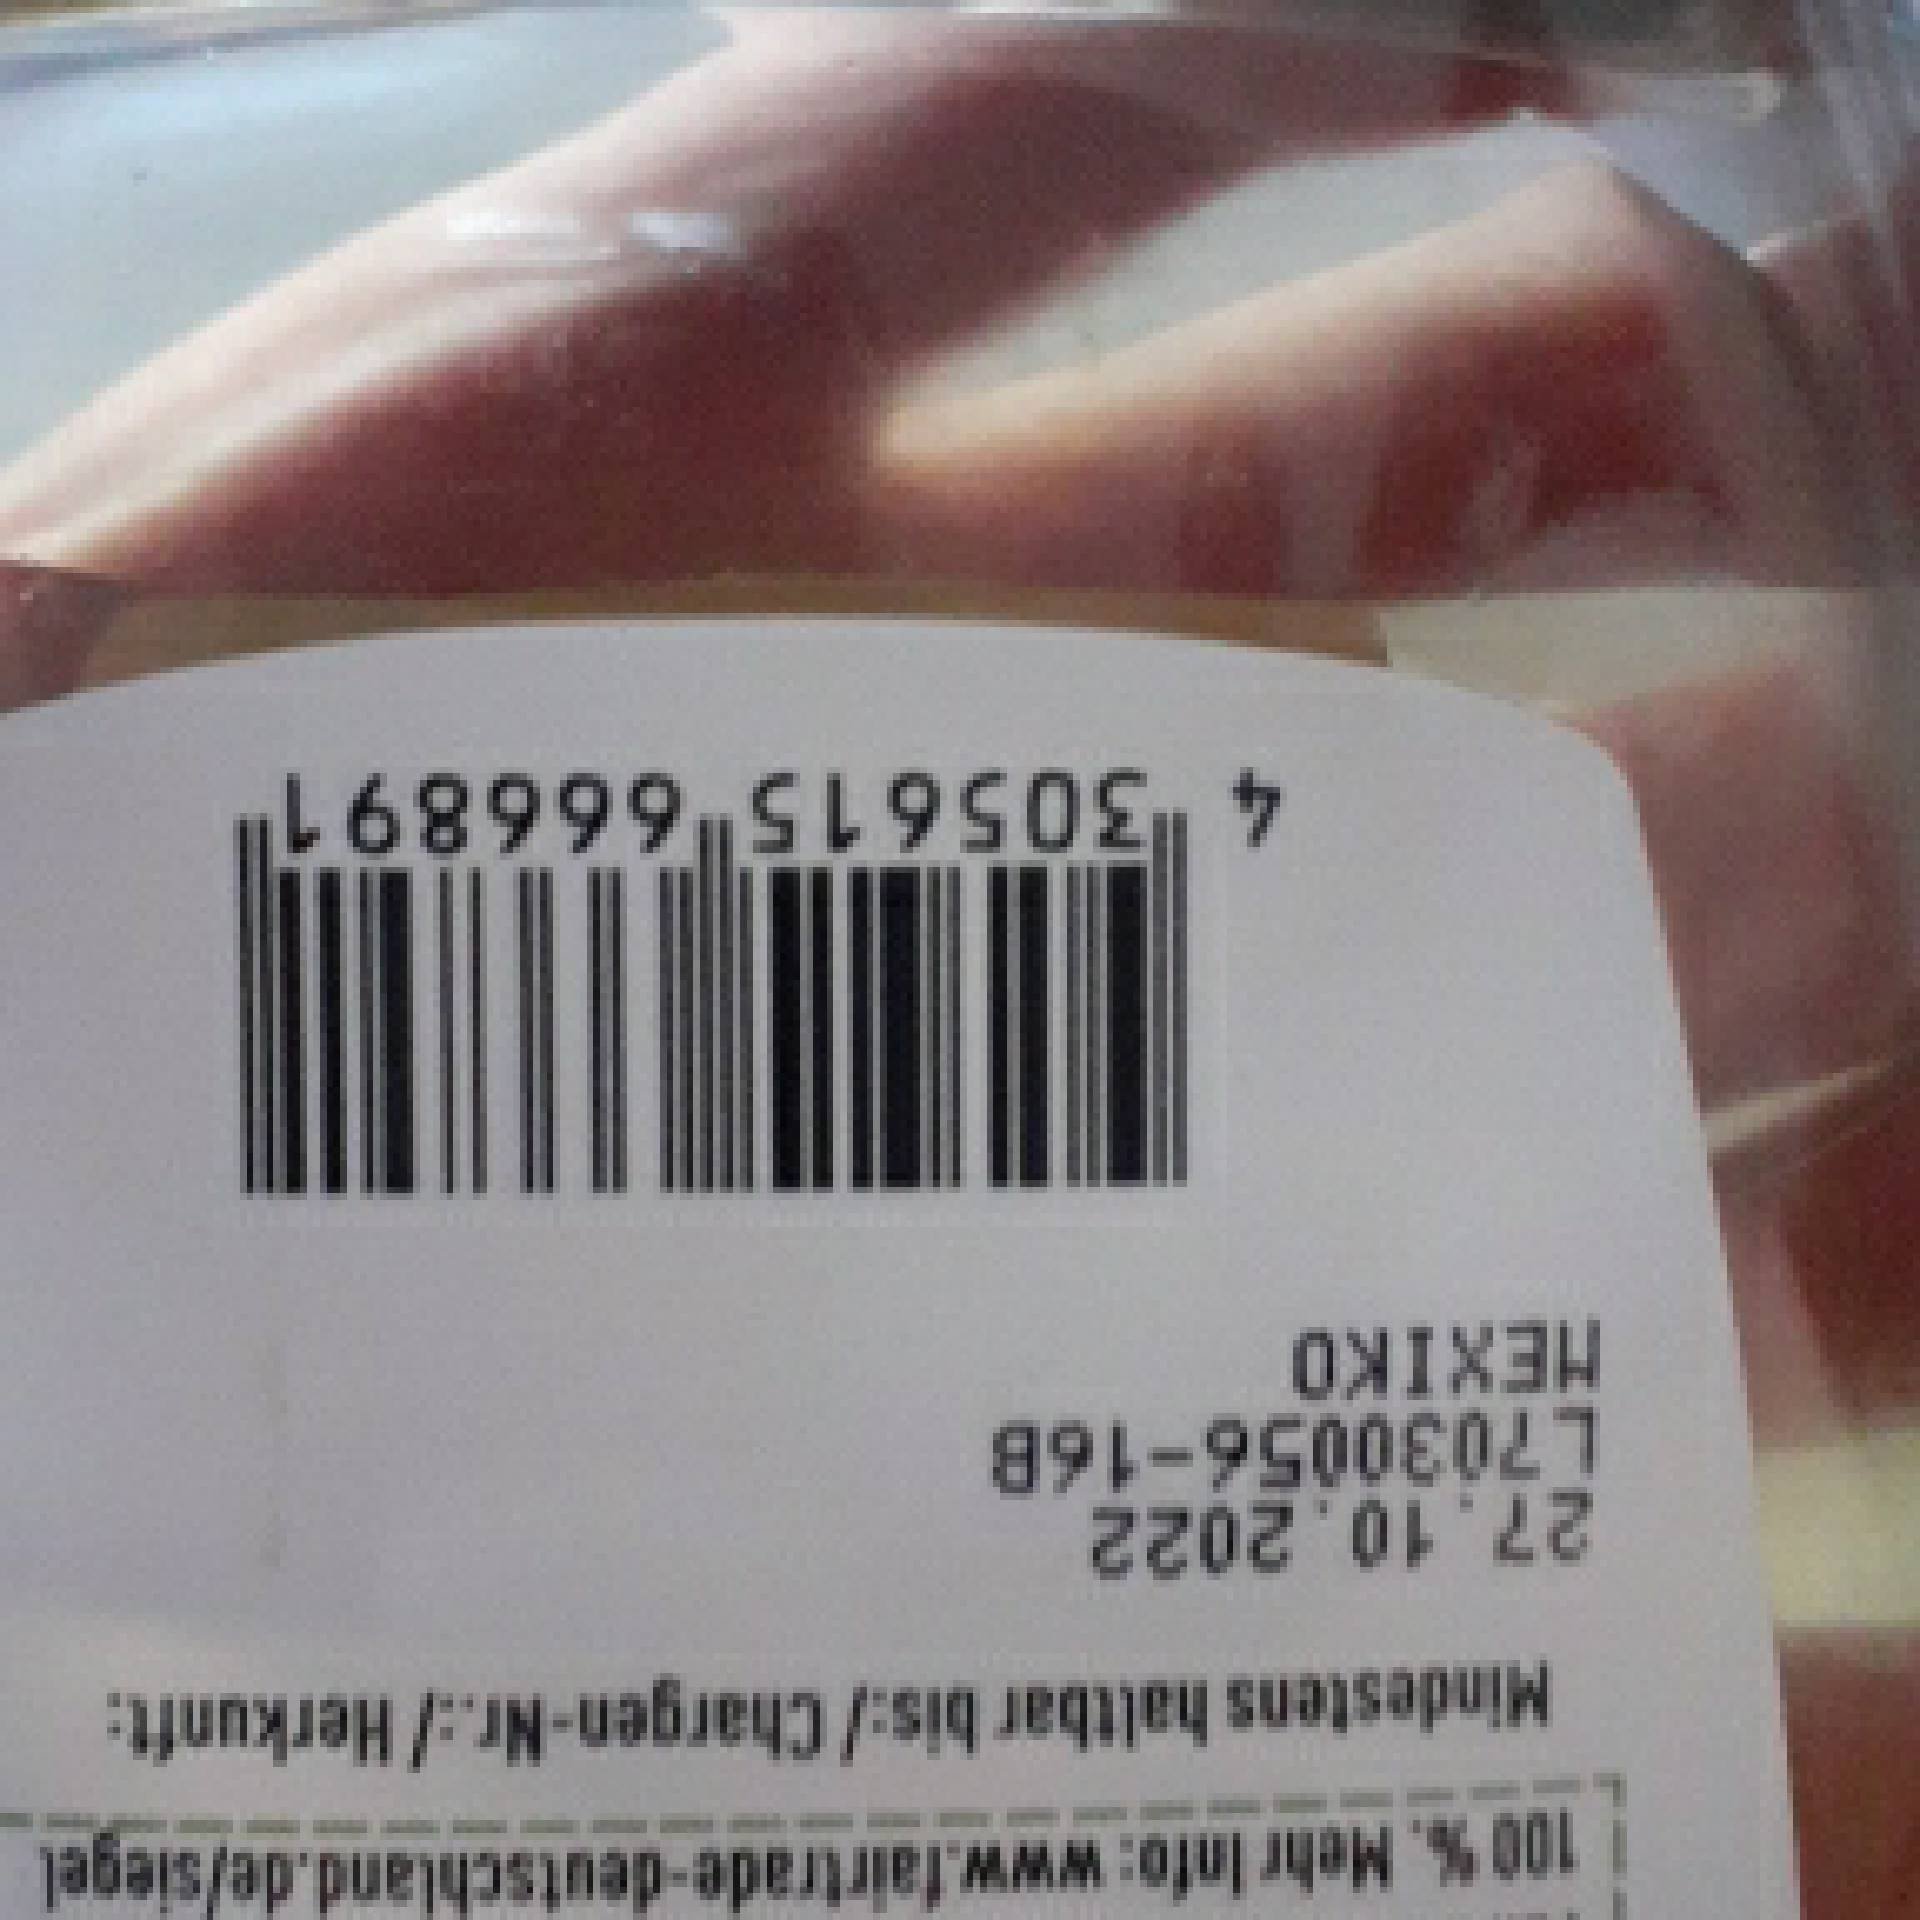 100 %. Mehr Info: www.fairtrade-deutschland.de/siegel
Mindestens haltbar bis:/ Chargen-Nr.:/ Herkunft:
27.10.2022
L7030056-16B
MEXIKO
4 305615 666891